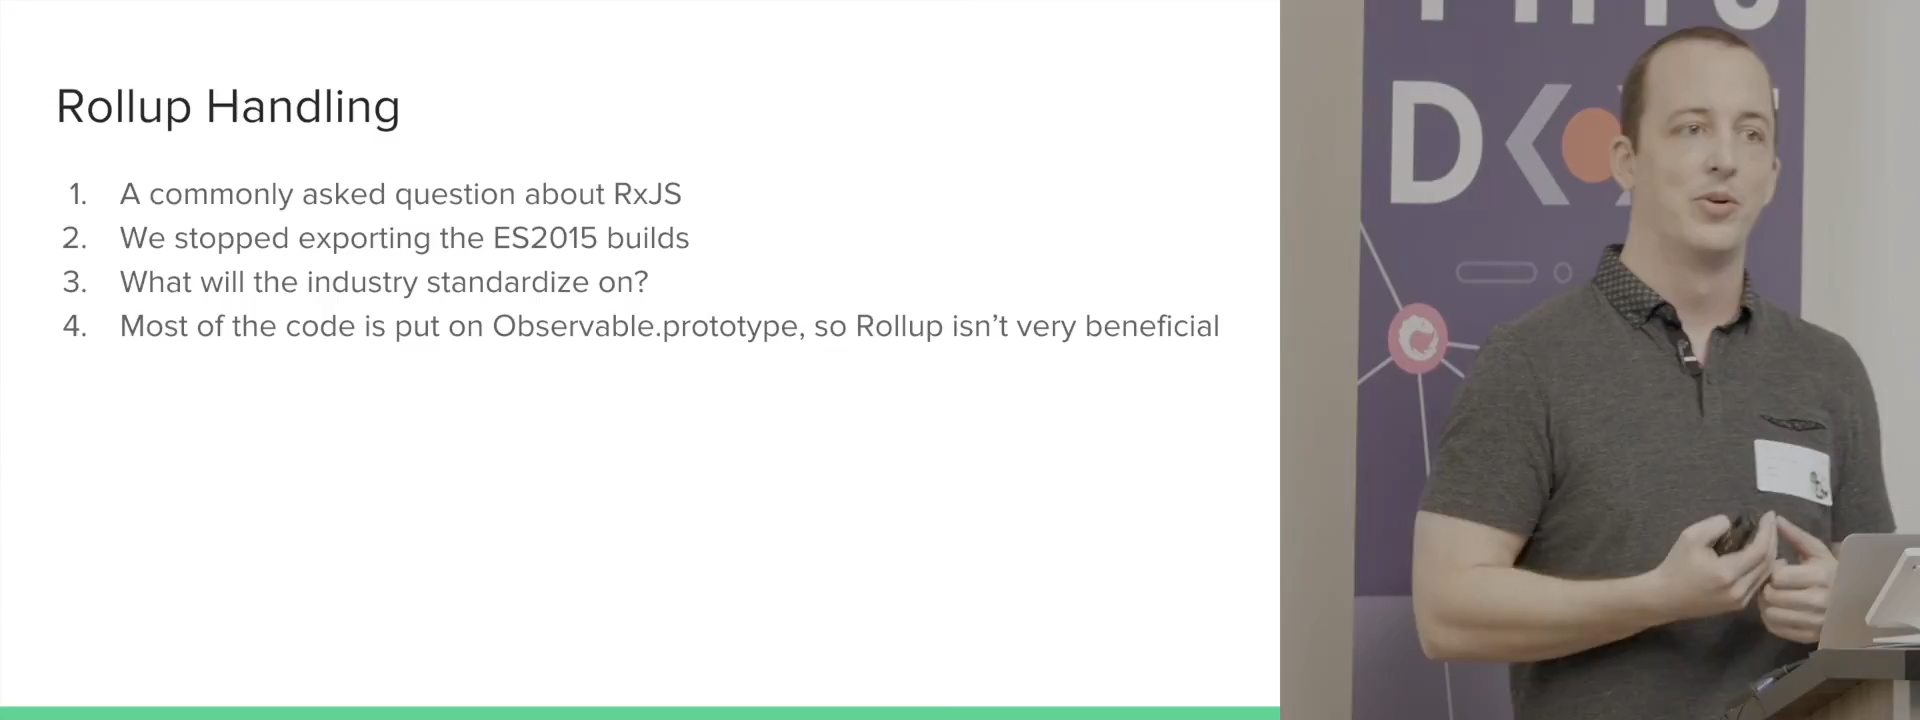 Rollup Handling
1. A commonly asked question about RxJS
2. We stopped exporting the ES2015 builds
3. What will the industry standardize on?
4. Most of the code is put on Observable.prototype, so Rollup isn't very beneficial